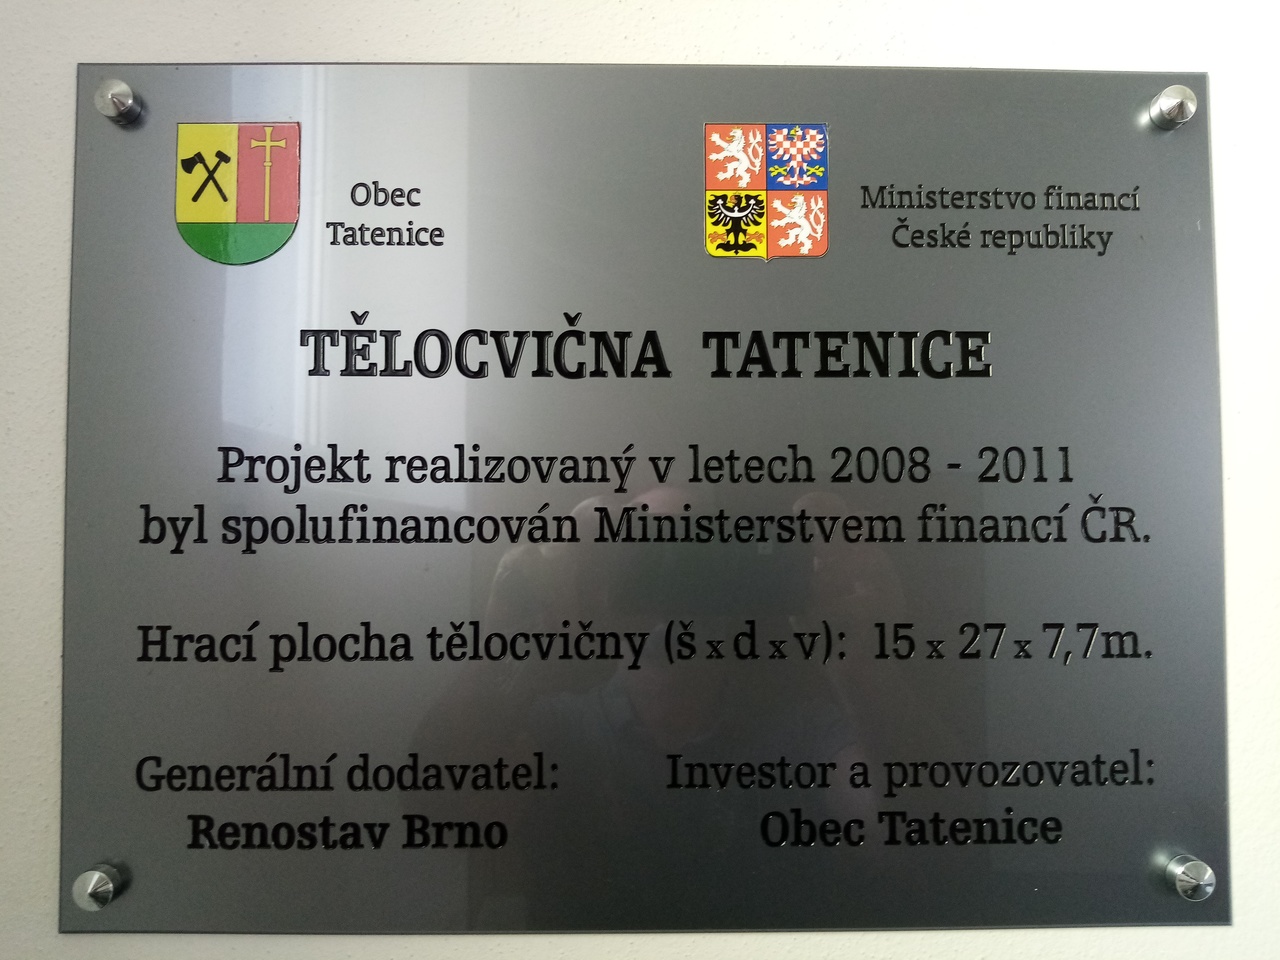 Obec
Tatenice
Ministerstvo financí
České republiky
TĚLOCVIČNA TATENICE
Projekt realizovaný v letech 2008 - 2011
byl spolufinancován Ministerstvem financí ČR.
Hrací plocha tělocvičny (š x d x v): 15 x 27 x 7,7m.
Generální dodavatel:
Renostav Brno
Investor a provozovatel:
Obec Tatenice